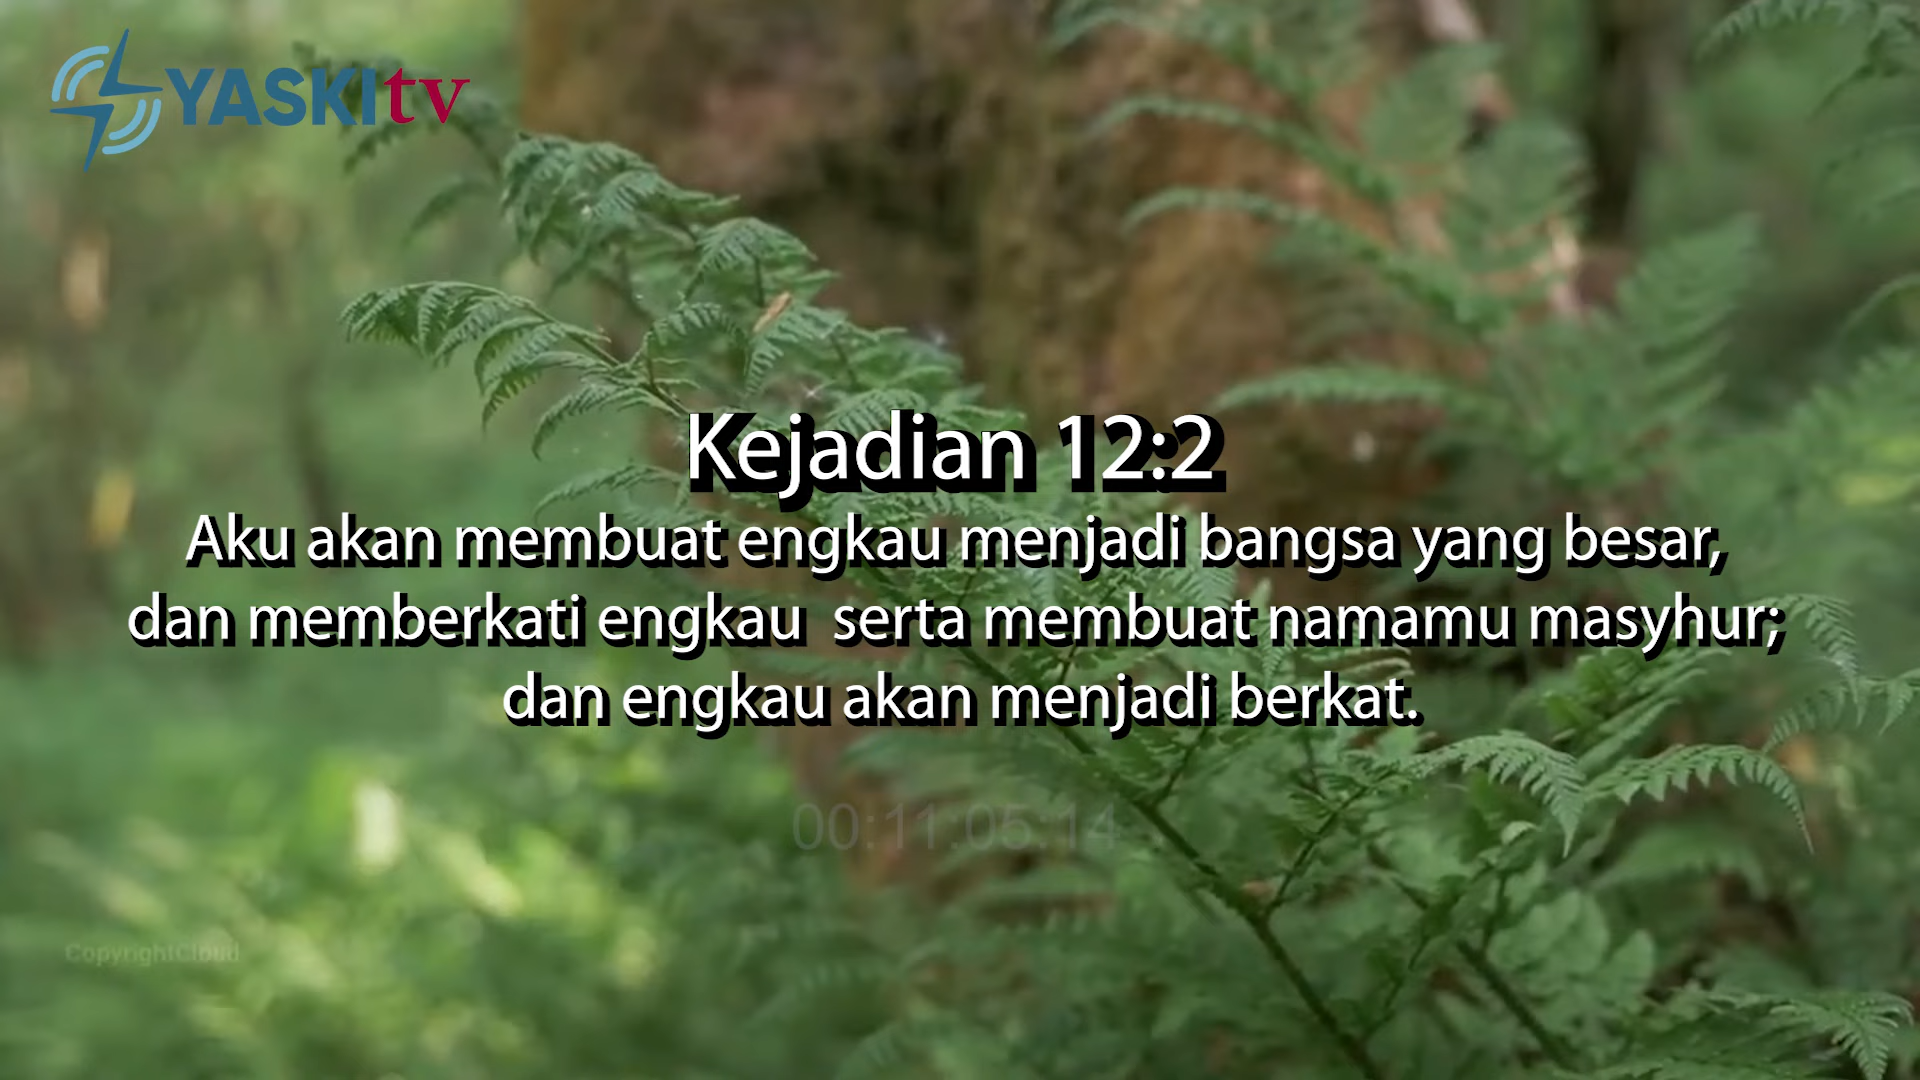 YASKItv
Kejadian 12:2
Aku akan membuat engkau menjadi bangsa yang besar,
dan memberkati engkau  serta membuat namamu masyhur;
dan engkau akan menjadi berkat.
00:11:05:14
CopyrightCloud